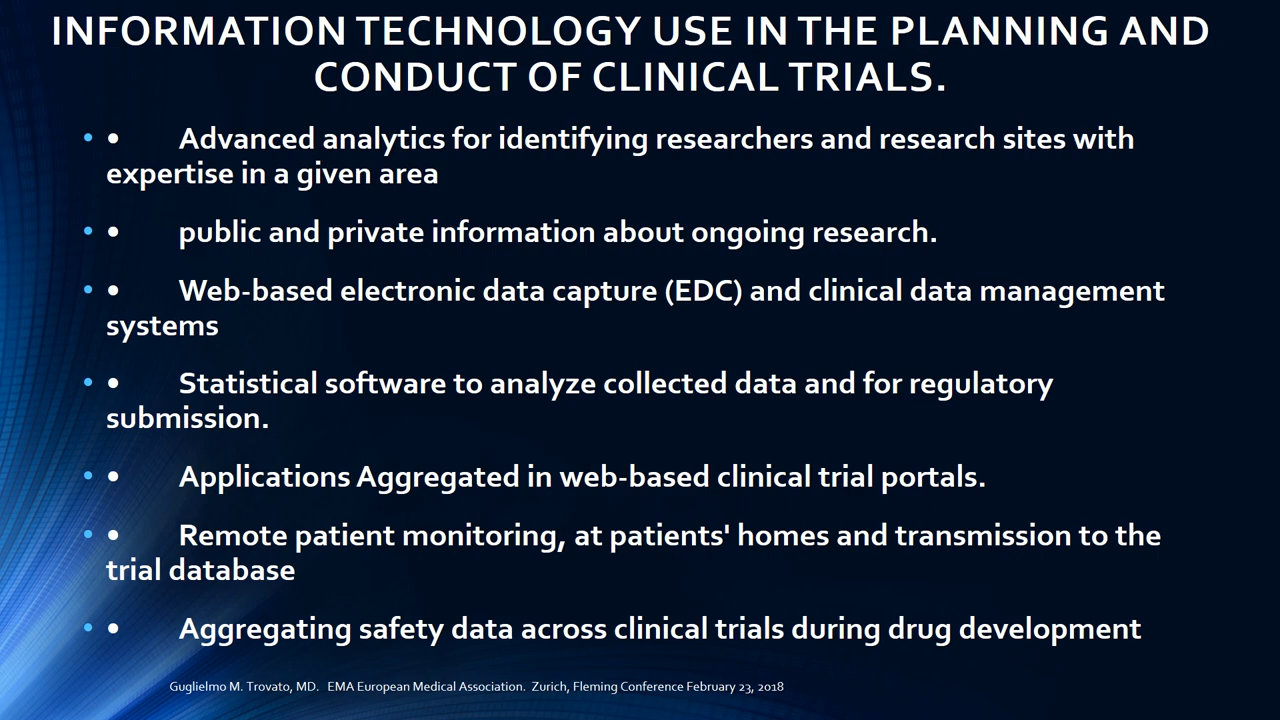 INFORMATION TECHNOLOGY USE IN THE PLANNING AND
CONDUCT OF CLINICAL TRIALS.
• • Advanced analytics for identifying researchers and research sites with
expertise in a given area
• • public and private information about ongoing research.
• • Web-based electronic data capture (EDC) and clinical data management
systems
• • Statistical software to analyze collected data and for regulatory
submission.
• • Applications Aggregated in web-based clinical trial portals.
• • Remote patient monitoring, at patients' homes and transmission to the
trial database
• • Aggregating safety data across clinical trials during drug development
Guglielmo M. Trovato, MD. EMA European Medical Association. Zurich, Fleming Conference February 23, 2018